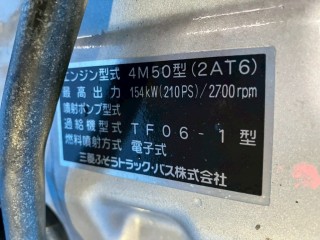 エンジン型式 4M50型(2AT6)
最高出力 154kW(210PS)/2700rpm
噴射ポンプ型式
過給機型式 TF06-1型
燃料噴射方式 電子式
三菱ふそうトラック・バス株式会社